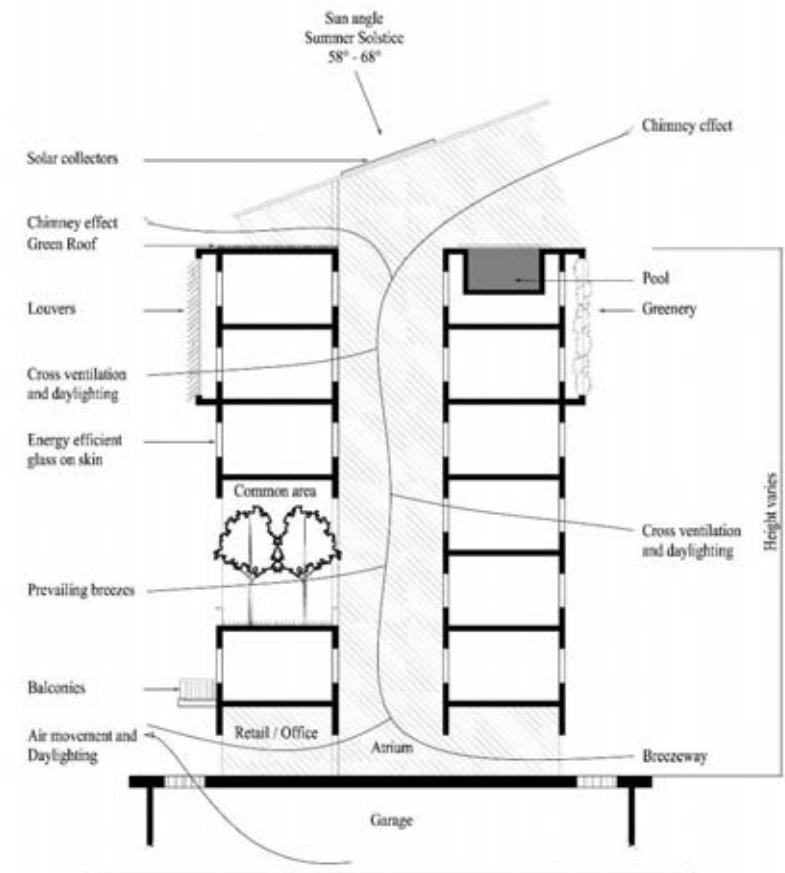 Sun angle
Summer Solstice
58° - 68°
Chimney effect
Solar collectors
Chimney effect
Green Roof
Pool
Louvers
Greenery
Cross ventilation
and daylighting
Energy efficient
glass on skin
Common area
Height varies
Cross ventilation
and daylighting
Prevailing breezes
Balconies
Retail / Office
Air movement and
Daylighting
Atrium
Breezeway
Garage